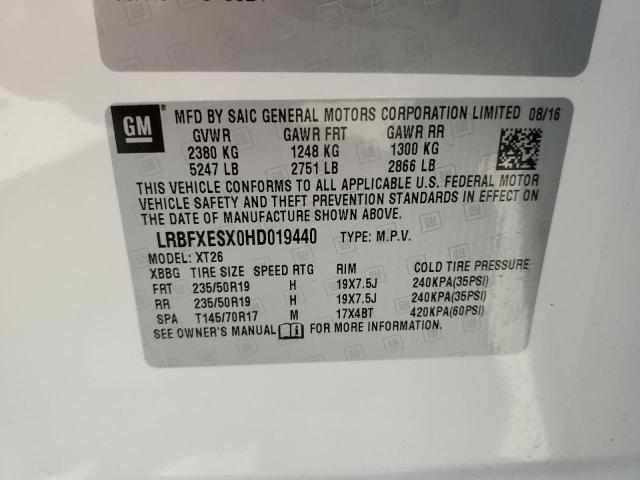 GM
MFD BY SAIC GENERAL MOTORS CORPORATION LIMITED 08/16
GVWR GAWR FRT GAWR RR
2380 KG 1248 KG 1300 KG
5247 LB 2751 LB 2866 LB
THIS VEHICLE CONFORMS TO ALL APPLICABLE U.S. FEDERAL MOTOR
VEHICLE SAFETY AND THEFT PREVENTION STANDARDS IN EFFECT ON
THE DATE OF MANUFACTURE SHOWN ABOVE.
LRBFXESX0HD019440 TYPE: M.P.V.
MODEL: XT26
XBBG TIRE SIZE SPEED RTG RIM COLD TIRE PRESSURE
FRT 235/50R19 H 19X7.5J 240KPA(35PSI)
RR 235/50R19 H 19X7.5J 240KPA(35PSI)
SPA T145/70R17 M 17X4BT 420KPA(60PSI)
SEE OWNER'S MANUAL i FOR MORE INFORMATION.